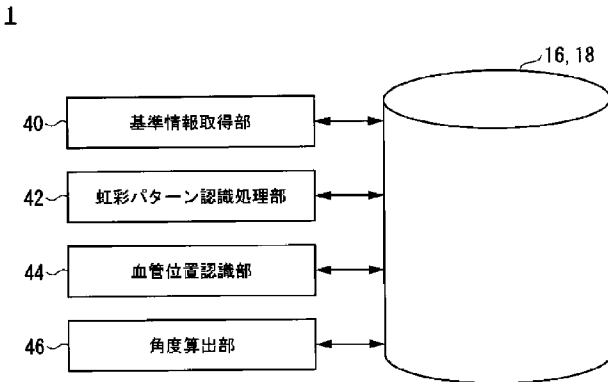 1
16, 18
40 基準情報取得部
42 虹彩パターン認識処理部
44 血管位置認識部
46 角度算出部